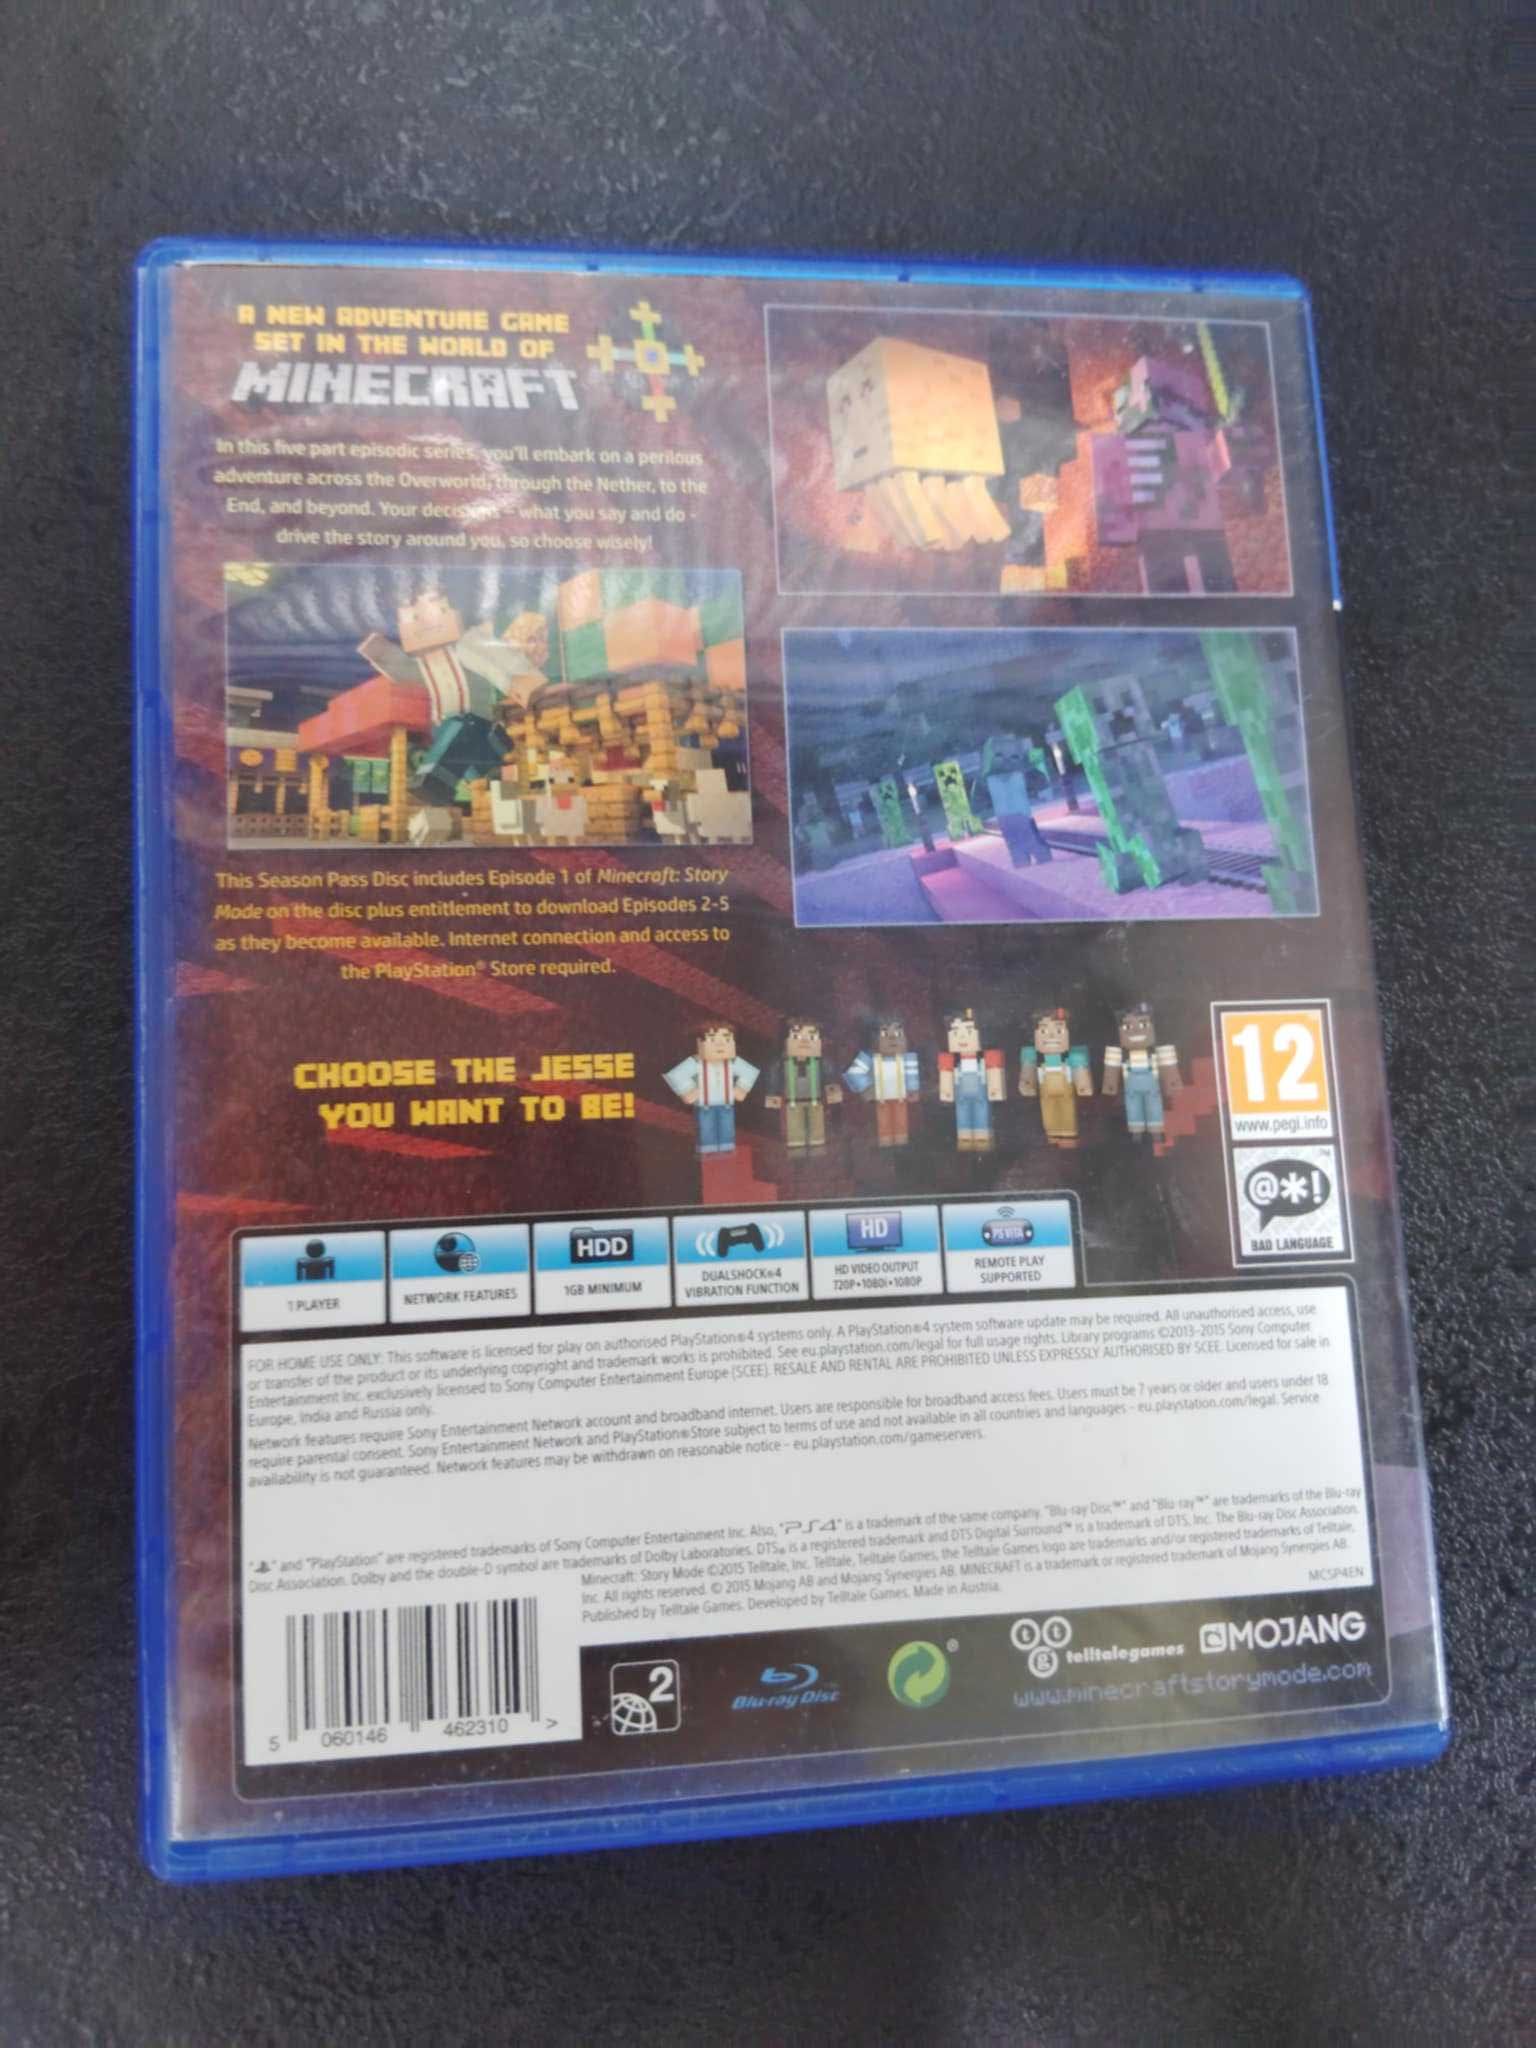 A NEW ADVENTURE GAME
SET IN THE WORLD OF
MINECRAFT
In this five part episodic series, you'll embark on a perilous
adventure across the Overworld, through the Nether, to the
End, and beyond. Your decisions – what you say and do -
drive the story around you, so choose wisely!
This Season Pass Disc includes Episode 1 of Minecraft: Story
Mode on the disc plus entitlement to download Episodes 2-5
as they become available. Internet connection and access to
the PlayStation® Store required.
CHOOSE THE JESSE
YOU WANT TO BE!
12
www.pegi.info
@*!
BAD LANGUAGE
1 PLAYER
NETWORK FEATURES
HDD
1GB MINIMUM
DUALSHOCK®4
VIBRATION FUNCTION
HD
HD VIDEO OUTPUT
720P•1080i•1080P
PS VITA
REMOTE PLAY
SUPPORTED
FOR HOME USE ONLY: This software is licensed for play on authorised PlayStation®4 systems only. A PlayStation®4 system software update may be required. All unauthorised access, use
or transfer of the product or its underlying copyright and trademark works is prohibited. See eu.playstation.com/legal for full usage rights. Library programs ©2013-2015 Sony Computer
Entertainment Inc. exclusively licensed to Sony Computer Entertainment Europe (SCEE). RESALE AND RENTAL ARE PROHIBITED UNLESS EXPRESSLY AUTHORISED BY SCEE. Licensed for sale in
Europe, India and Russia only.
Network features require Sony Entertainment Network account and broadband internet. Users are responsible for broadband access fees. Users must be 7 years or older and users under 18
require parental consent. Sony Entertainment Network and PlayStation®Store subject to terms of use and not available in all countries and languages – eu.playstation.com/legal. Service
availability is not guaranteed. Network features may be withdrawn on reasonable notice – eu.playstation.com/gameservers.
" " and "PlayStation" are registered trademarks of Sony Computer Entertainment Inc. Also, "PS4" is a trademark of the same company. "Blu-ray Disc™" and "Blu-ray™" are trademarks of the Blu-ray
Disc Association. Dolby and the double-D symbol are trademarks of Dolby Laboratories. DTS® is a registered trademark and DTS Digital Surround™ is a trademark of DTS, Inc. The Blu-ray Disc Association.
Minecraft: Story Mode ©2015 Telltale, Inc. Telltale, Telltale Games, the Telltale Games logo are trademarks and/or registered trademarks of Telltale,
Inc. All rights reserved. © 2015 Mojang AB and Mojang Synergies AB. MINECRAFT is a trademark or registered trademark of Mojang Synergies AB.
Published by Telltale Games. Developed by Telltale Games. Made in Austria.
MCSP4EN
5 060146 462310 >
2
Blu-ray Disc
®
ttg telltalegames
MOJANG
www.minecraftstorymode.com